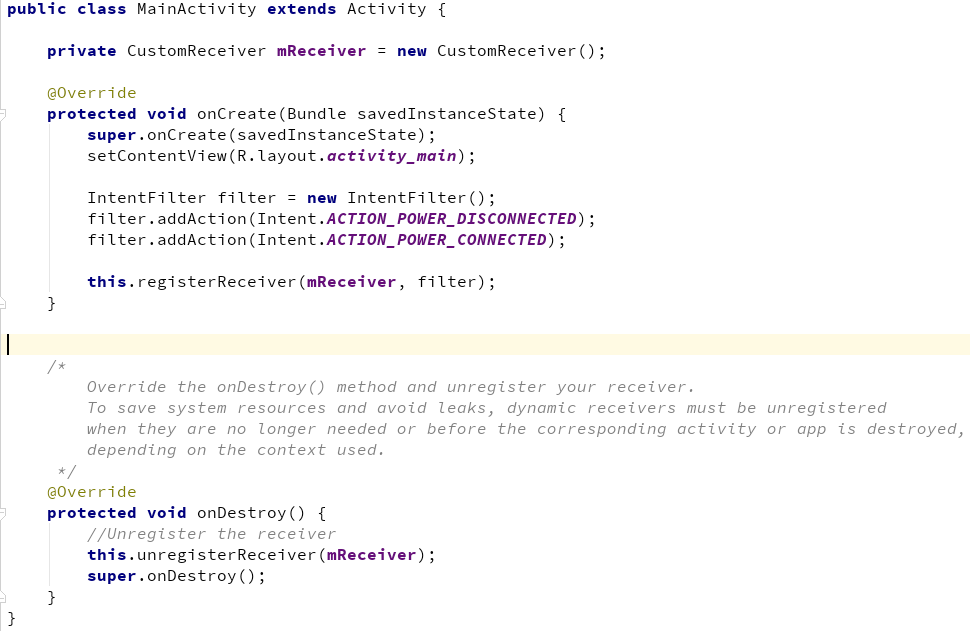 public class MainActivity extends Activity {
private CustomReceiver mReceiver = new CustomReceiver();
@Override
protected void onCreate(Bundle savedInstanceState) {
super.onCreate(savedInstanceState);
setContentView(R.layout.activity_main);
IntentFilter filter = new IntentFilter();
filter.addAction(Intent.ACTION_POWER_DISCONNECTED);
filter.addAction(Intent.ACTION_POWER_CONNECTED);
this.registerReceiver(mReceiver, filter);
}
/*
Override the onDestroy() method and unregister your receiver.
To save system resources and avoid leaks, dynamic receivers must be unregistered
when they are no longer needed or before the corresponding activity or app is destroyed,
depending on the context used.
*/
@Override
protected void onDestroy() {
//Unregister the receiver
this.unregisterReceiver(mReceiver);
super.onDestroy();
}
}